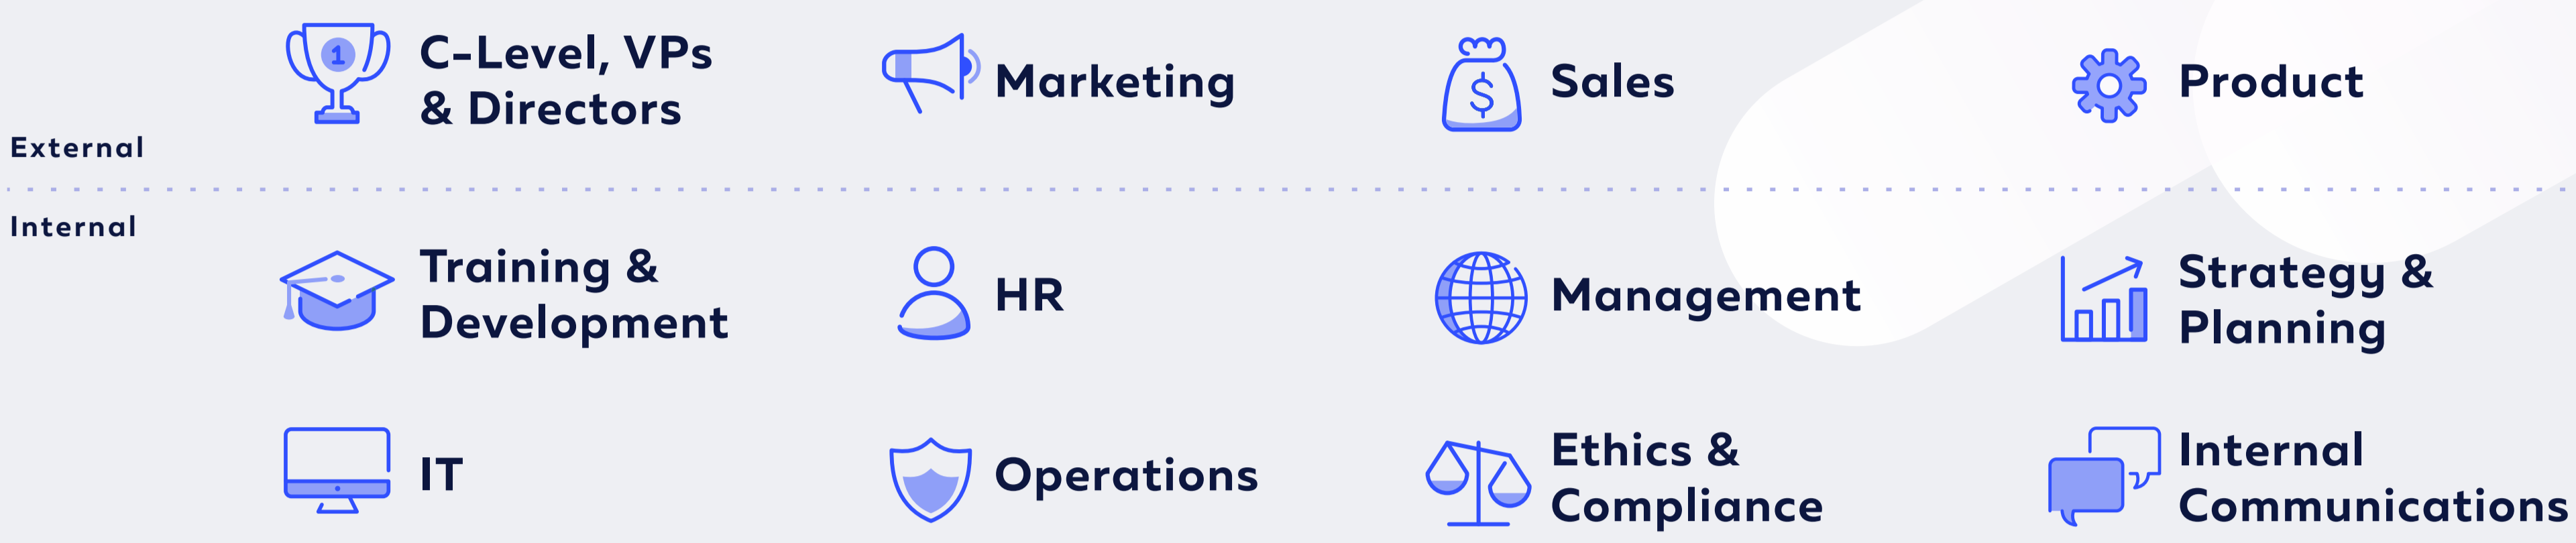 C-Level, VPs
& Directors
Marketing
Sales
Product
External
Internal
Training &
Development
HR
Management
Strategy &
Planning
IT
Operations
Ethics &
Compliance
Internal
Communications
1
$